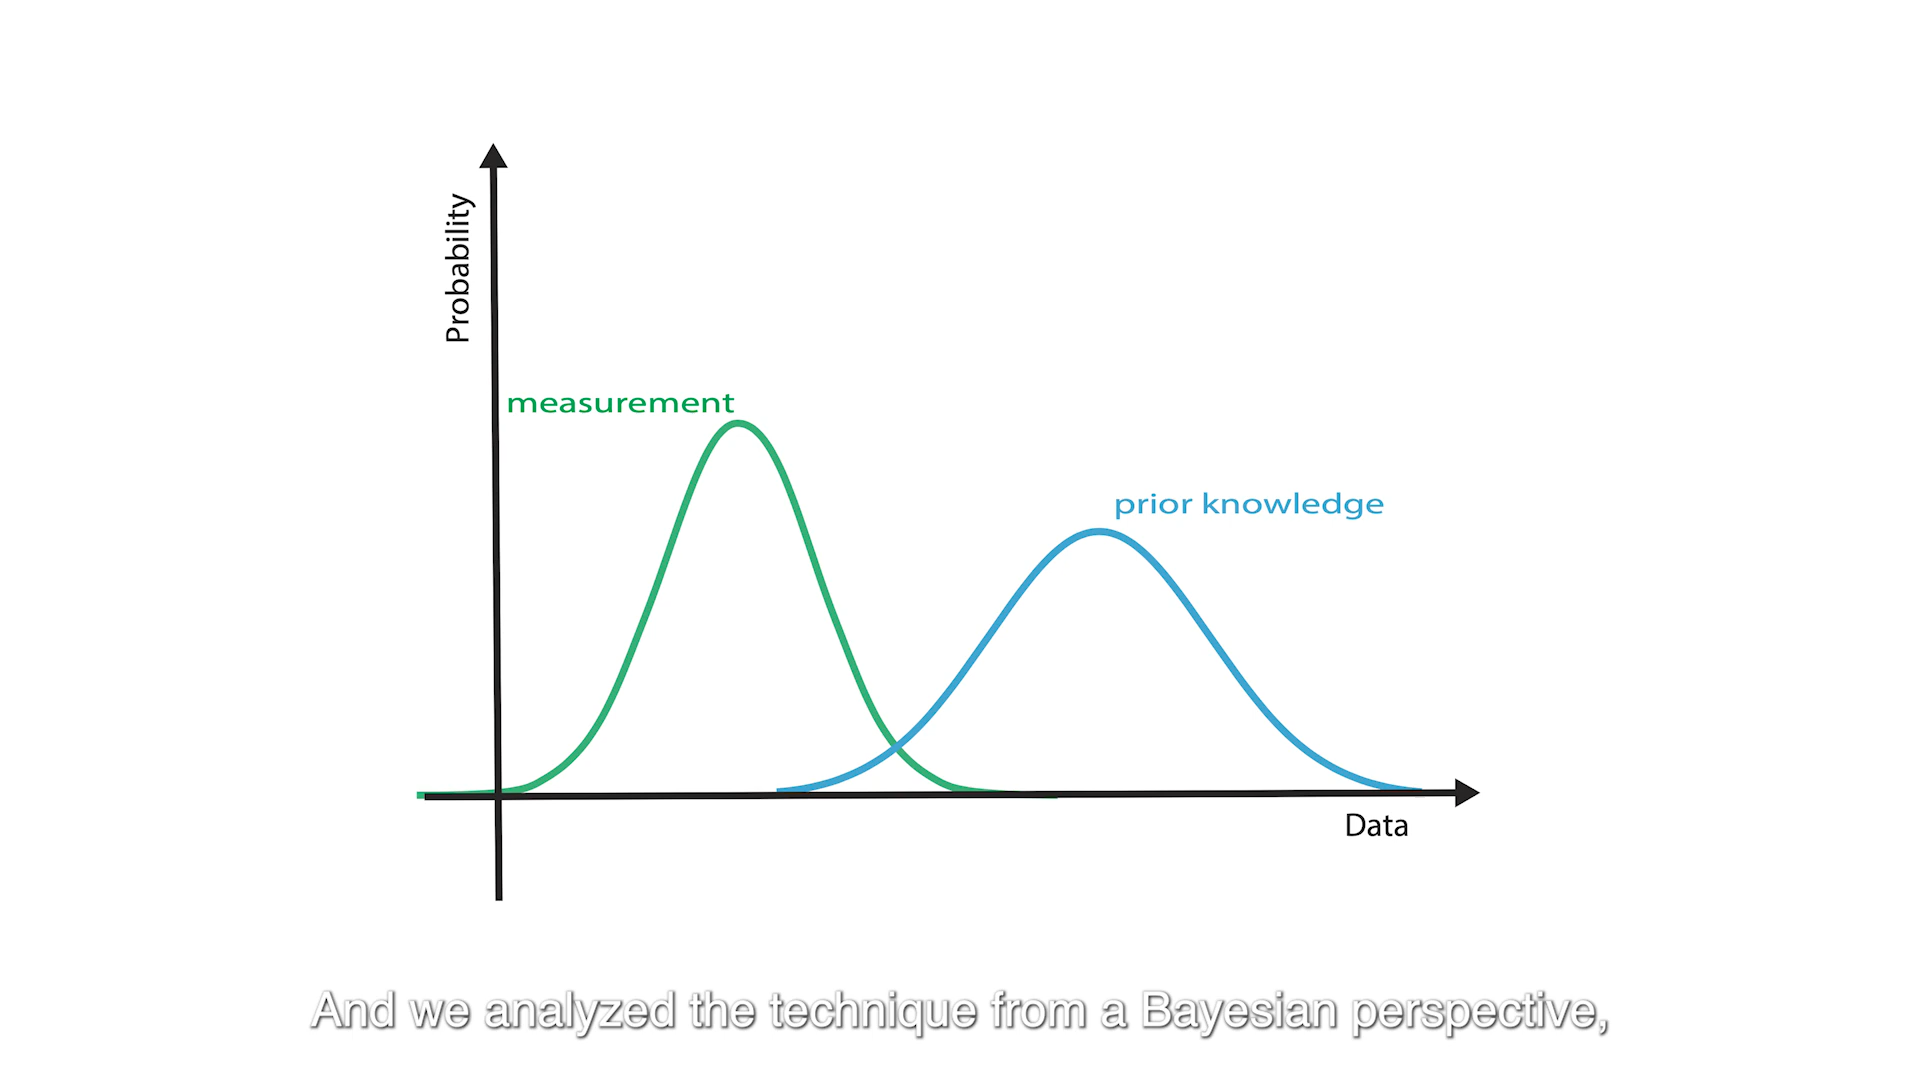 Probability
measurement
prior knowledge
Data
And we analyzed the technique from a Bayesian perspective,